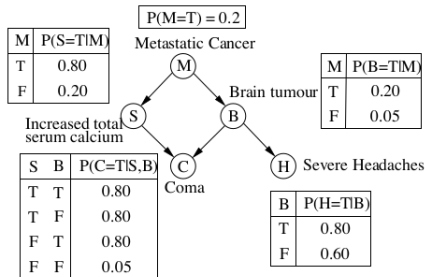 P(M=T) = 0.2
Metastatic Cancer
M P(S=T|M)
T 0.80
F 0.20
M
M P(B=T|M)
T 0.20
F 0.05
Brain tumour
S
B
Increased total
serum calcium
S B P(C=T|S,B)
T T 0.80
T F 0.80
F T 0.80
F F 0.05
C
Coma
H
Severe Headaches
B P(H=T|B)
T 0.80
F 0.60